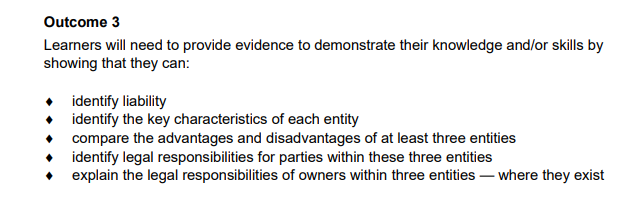 Outcome 3
Learners will need to provide evidence to demonstrate their knowledge and/or skills by
showing that they can:
♦ identify liability
♦ identify the key characteristics of each entity
♦ compare the advantages and disadvantages of at least three entities
♦ identify legal responsibilities for parties within these three entities
♦ explain the legal responsibilities of owners within three entities — where they exist